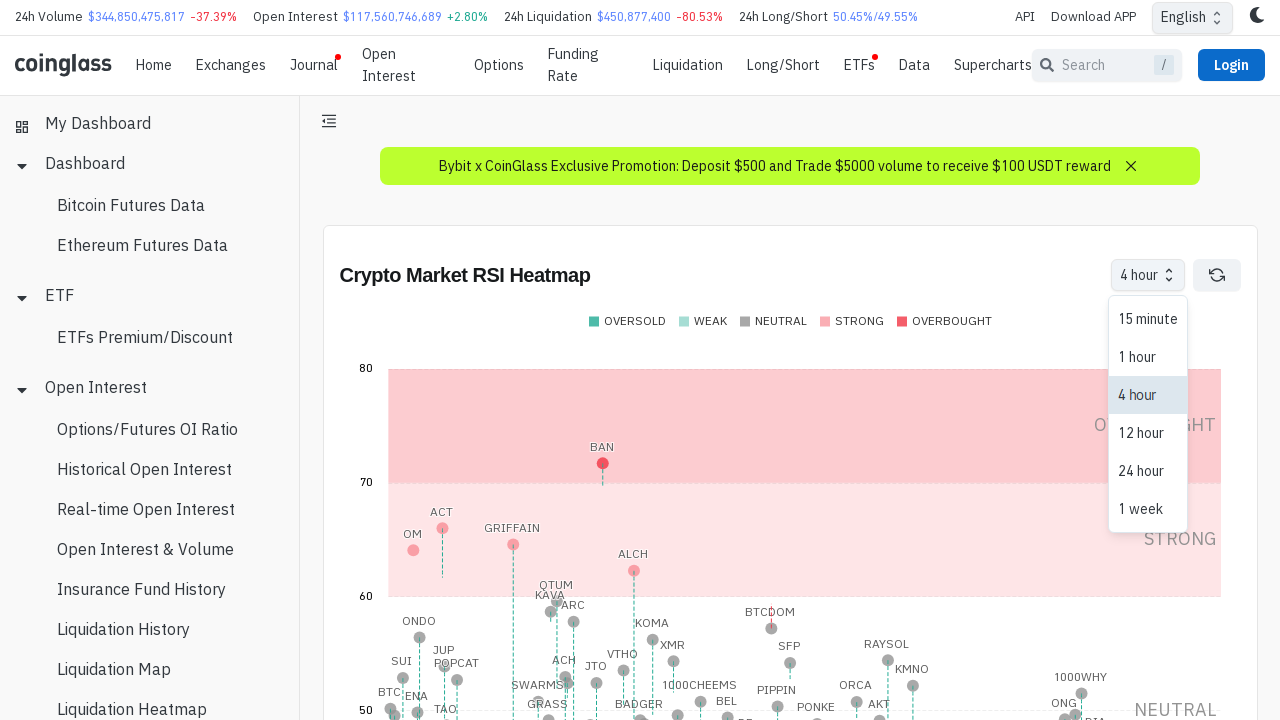 24h Volume $344,850,475,817 -37.39% Open Interest $117,560,746,689 +2.80% 24h Liquidation $450,877,400 -80.53% 24h Long/Short 50.45%/49.55% API Download APP English
coinglass Home Exchanges Journal Open Interest Options Funding Rate Liquidation Long/Short ETFs Data Supercharts Search / Login
My Dashboard
Dashboard
Bitcoin Futures Data
Ethereum Futures Data
ETF
ETFs Premium/Discount
Open Interest
Options/Futures OI Ratio
Historical Open Interest
Real-time Open Interest
Open Interest & Volume
Insurance Fund History
Liquidation History
Liquidation Map
Liquidation Heatmap
Bybit x CoinGlass Exclusive Promotion: Deposit $500 and Trade $5000 volume to receive $100 USDT reward
Crypto Market RSI Heatmap
4 hour
15 minute
1 hour
4 hour
12 hour
24 hour
1 week
OVERSOLD WEAK NEUTRAL STRONG OVERBOUGHT
80
BAN
70
ACT
OM
GRIFFAIN
STRONG
ALCH
QTUM
KAVA
60
ARC
BTCDOM
ONDO
KOMA
XMR
SFP
RAYSOL
JUP
VTHO
SUI
POPCAT
ACH
JTO
KMNO
1000WHY
SWARMS
1000CHEEMS
ORCA
BTC
ENA
PIPPIN
GRASS
BADGER
BEL
PONKE
AKT
ONG
TAO
50
NEUTRAL